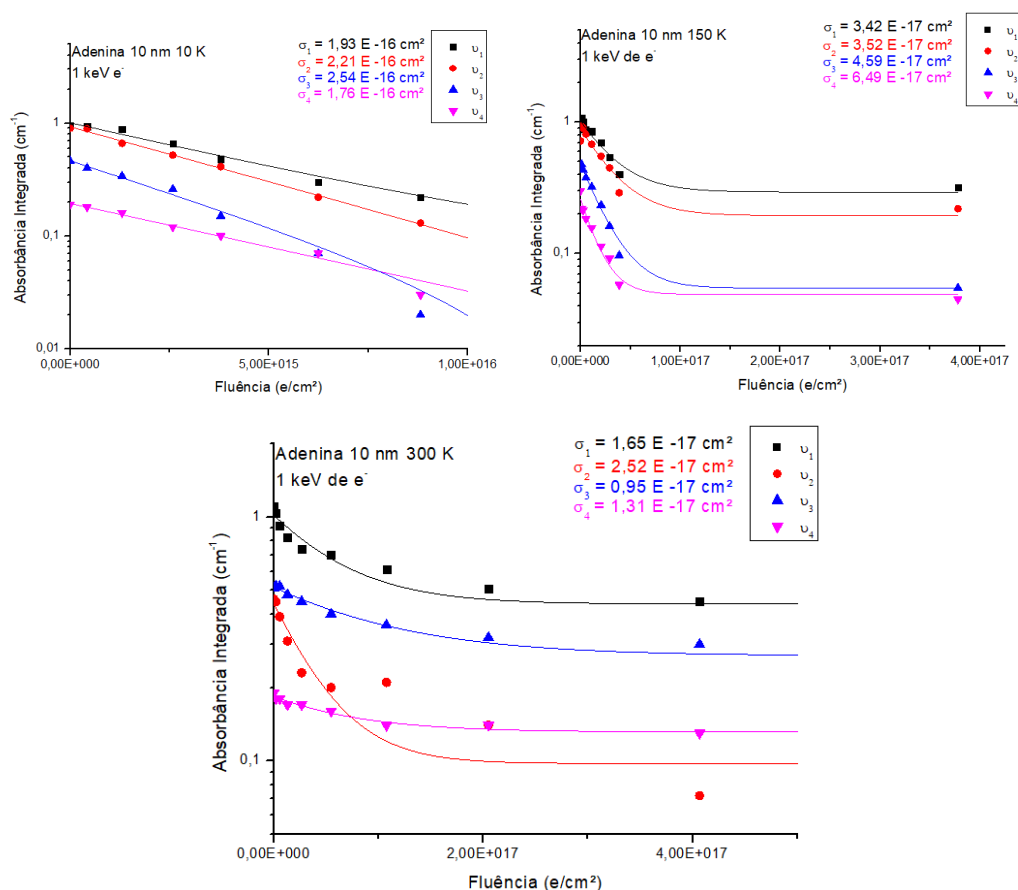 Adenina 10 nm 10 K
1 keV e-
σ1 = 1,93 E -16 cm²
σ2 = 2,21 E -16 cm²
σ3 = 2,54 E -16 cm²
σ4 = 1,76 E -16 cm²
υ1
υ2
υ3
υ4
Absorbância Integrada (cm-1)
1
0,1
0,01
0,00E+000
5,00E+015
1,00E+016
Fluência (e/cm²)
Adenina 10 nm 150 K
1 keV de e-
σ1 = 3,42 E -17 cm²
σ2 = 3,52 E -17 cm²
σ3 = 4,59 E -17 cm²
σ4 = 6,49 E -17 cm²
υ1
υ2
υ3
υ4
Absorbância Integrada (cm-1)
1
0,1
0,00E+000
1,00E+017
2,00E+017
3,00E+017
4,00E+017
Fluência (e/cm²)
Adenina 10 nm 300 K
1 keV de e-
σ1 = 1,65 E -17 cm²
σ2 = 2,52 E -17 cm²
σ3 = 0,95 E -17 cm²
σ4 = 1,31 E -17 cm²
υ1
υ2
υ3
υ4
Absorbância Integrada (cm-1)
1
0,1
0,00E+000
2,00E+017
4,00E+017
Fluência (e/cm²)